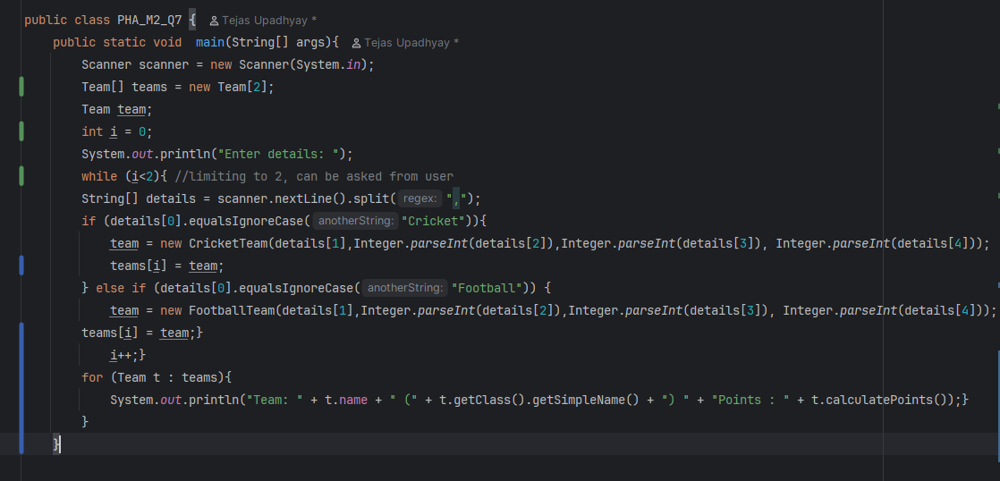 public class PHA_M2_Q7 { Tejas Upadhyay *
public static void  main(String[] args){ Tejas Upadhyay *
Scanner scanner = new Scanner(System.in);
Team[] teams = new Team[2];
Team team;
int i = 0;
System.out.println("Enter details: ");
while (i<2){ //limiting to 2, can be asked from user
String[] details = scanner.nextLine().split( regex: ",");
if (details[0].equalsIgnoreCase( anotherString: "Cricket")){
team = new CricketTeam(details[1],Integer.parseInt(details[2]),Integer.parseInt(details[3]), Integer.parseInt(details[4]));
teams[i] = team;
} else if (details[0].equalsIgnoreCase( anotherString: "Football")) {
team = new FootballTeam(details[1],Integer.parseInt(details[2]),Integer.parseInt(details[3]), Integer.parseInt(details[4]));
teams[i] = team;}
i++;}
for (Team t : teams){
System.out.println("Team: " + t.name + " (" + t.getClass().getSimpleName() + ") " + "Points : " + t.calculatePoints());}
}
}